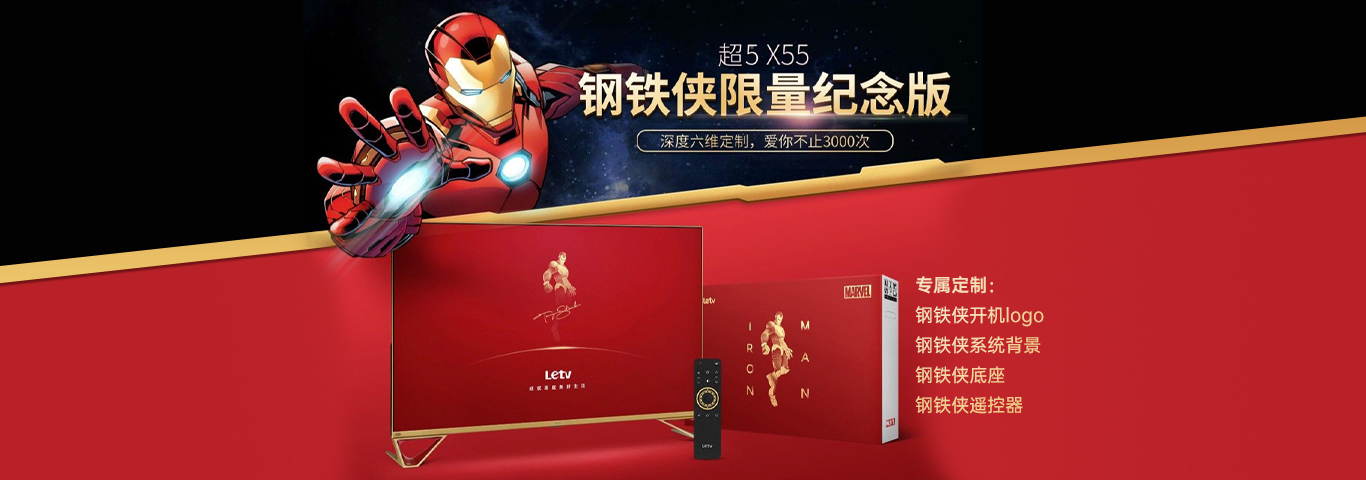 超5 X55
钢铁侠限量纪念版
深度六维定制，爱你不止3000次
Letv
Letv
MARVEL
IRON
MAN
Letv
专属定制：
钢铁侠开机logo
钢铁侠系统背景
钢铁侠底座
钢铁侠遥控器